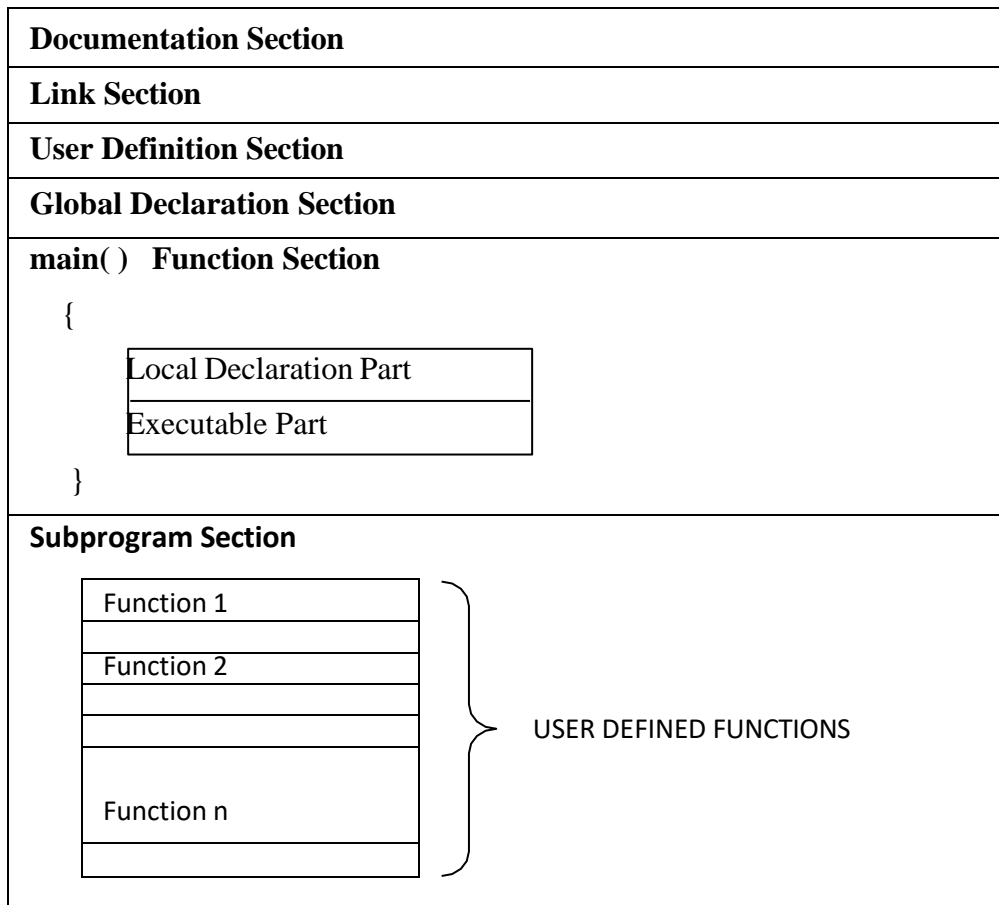 Documentation Section
Link Section
User Definition Section
Global Declaration Section
main( ) Function Section
{
Local Declaration Part
Executable Part
}
Subprogram Section
Function 1
Function 2
USER DEFINED FUNCTIONS
Function n